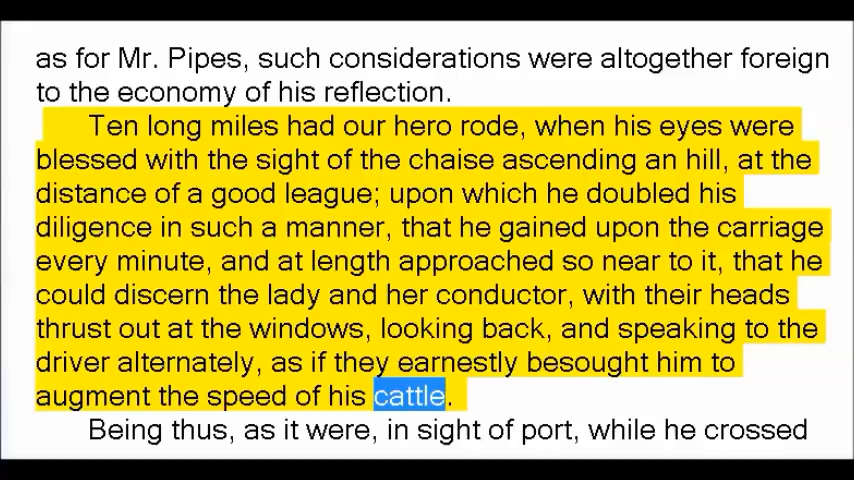 as for Mr. Pipes, such considerations were altogether foreign
to the economy of his reflection.
Ten long miles had our hero rode, when his eyes were
blessed with the sight of the chaise ascending an hill, at the
distance of a good league; upon which he doubled his
diligence in such a manner, that he gained upon the carriage
every minute, and at length approached so near to it, that he
could discern the lady and her conductor, with their heads
thrust out at the windows, looking back, and speaking to the
driver alternately, as if they earnestly besought him to
augment the speed of his cattle.
Being thus, as it were, in sight of port, while he crossed